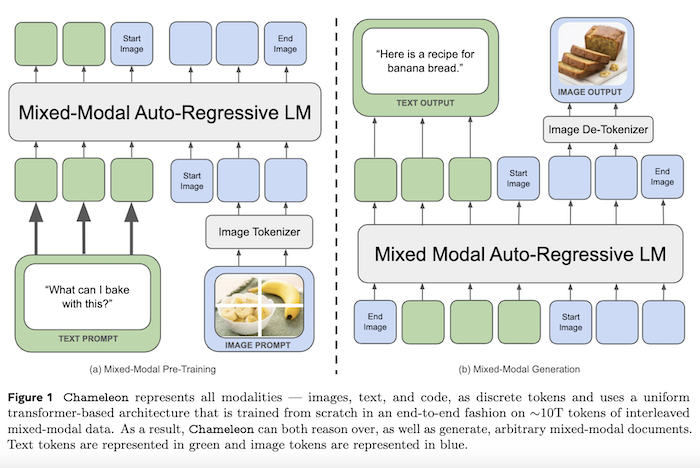 Start
Image
End
Image
Mixed-Modal Auto-Regressive LM
Start
Image
Image Tokenizer
“What can I bake
with this?”
TEXT PROMPT
IMAGE PROMPT
(a) Mixed-Modal Pre-Training
“Here is a recipe for
banana bread.”
TEXT OUTPUT
IMAGE OUTPUT
Image De-Tokenizer
Start
Image
End
Image
Mixed Modal Auto-Regressive LM
End
Image
Start
Image
(b) Mixed-Modal Generation
Figure 1 Chameleon represents all modalities — images, text, and code, as discrete tokens and uses a uniform
transformer-based architecture that is trained from scratch in an end-to-end fashion on ∼10T tokens of interleaved
mixed-modal data. As a result, Chameleon can both reason over, as well as generate, arbitrary mixed-modal documents.
Text tokens are represented in green and image tokens are represented in blue.